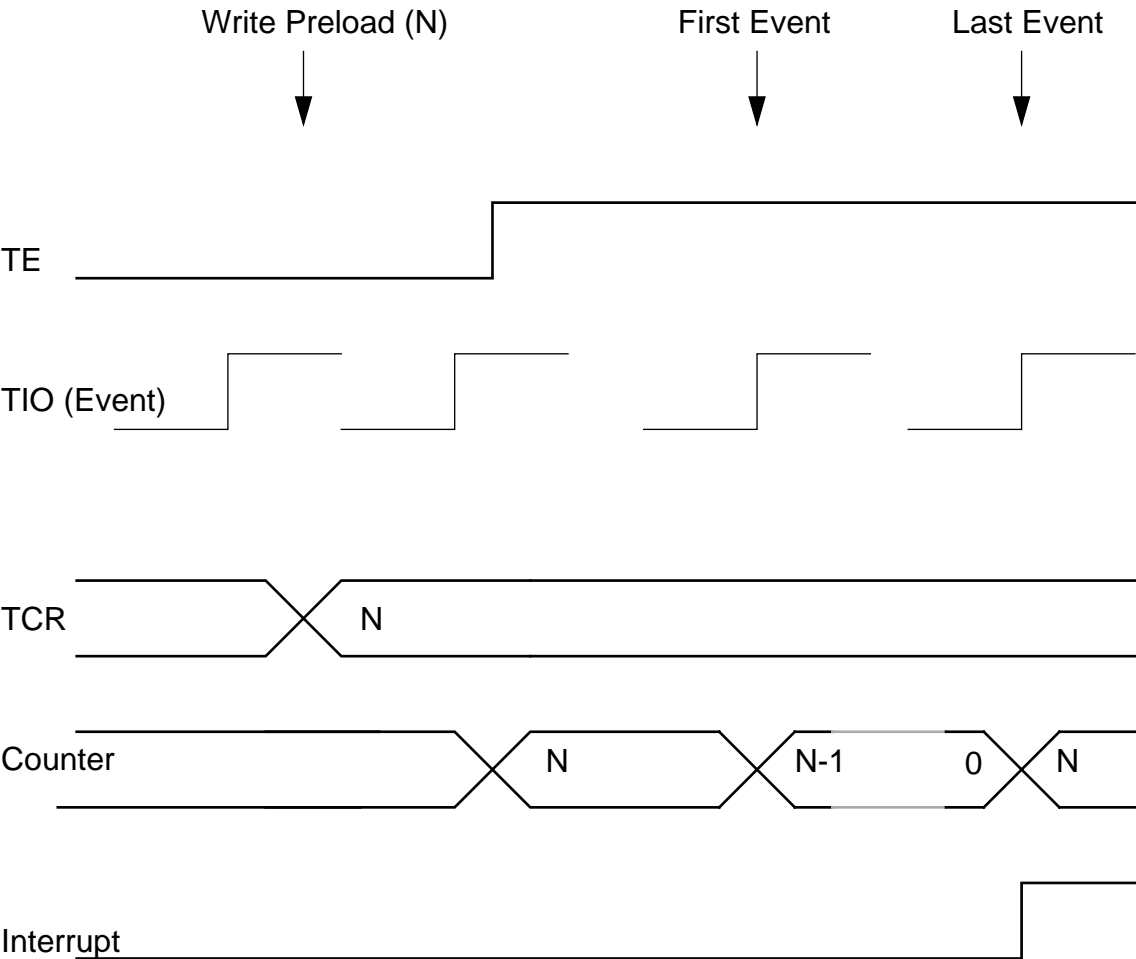 Write Preload (N) First Event Last Event
TE
TIO (Event)
TCR N
Counter N N-1 0 N
Interrupt